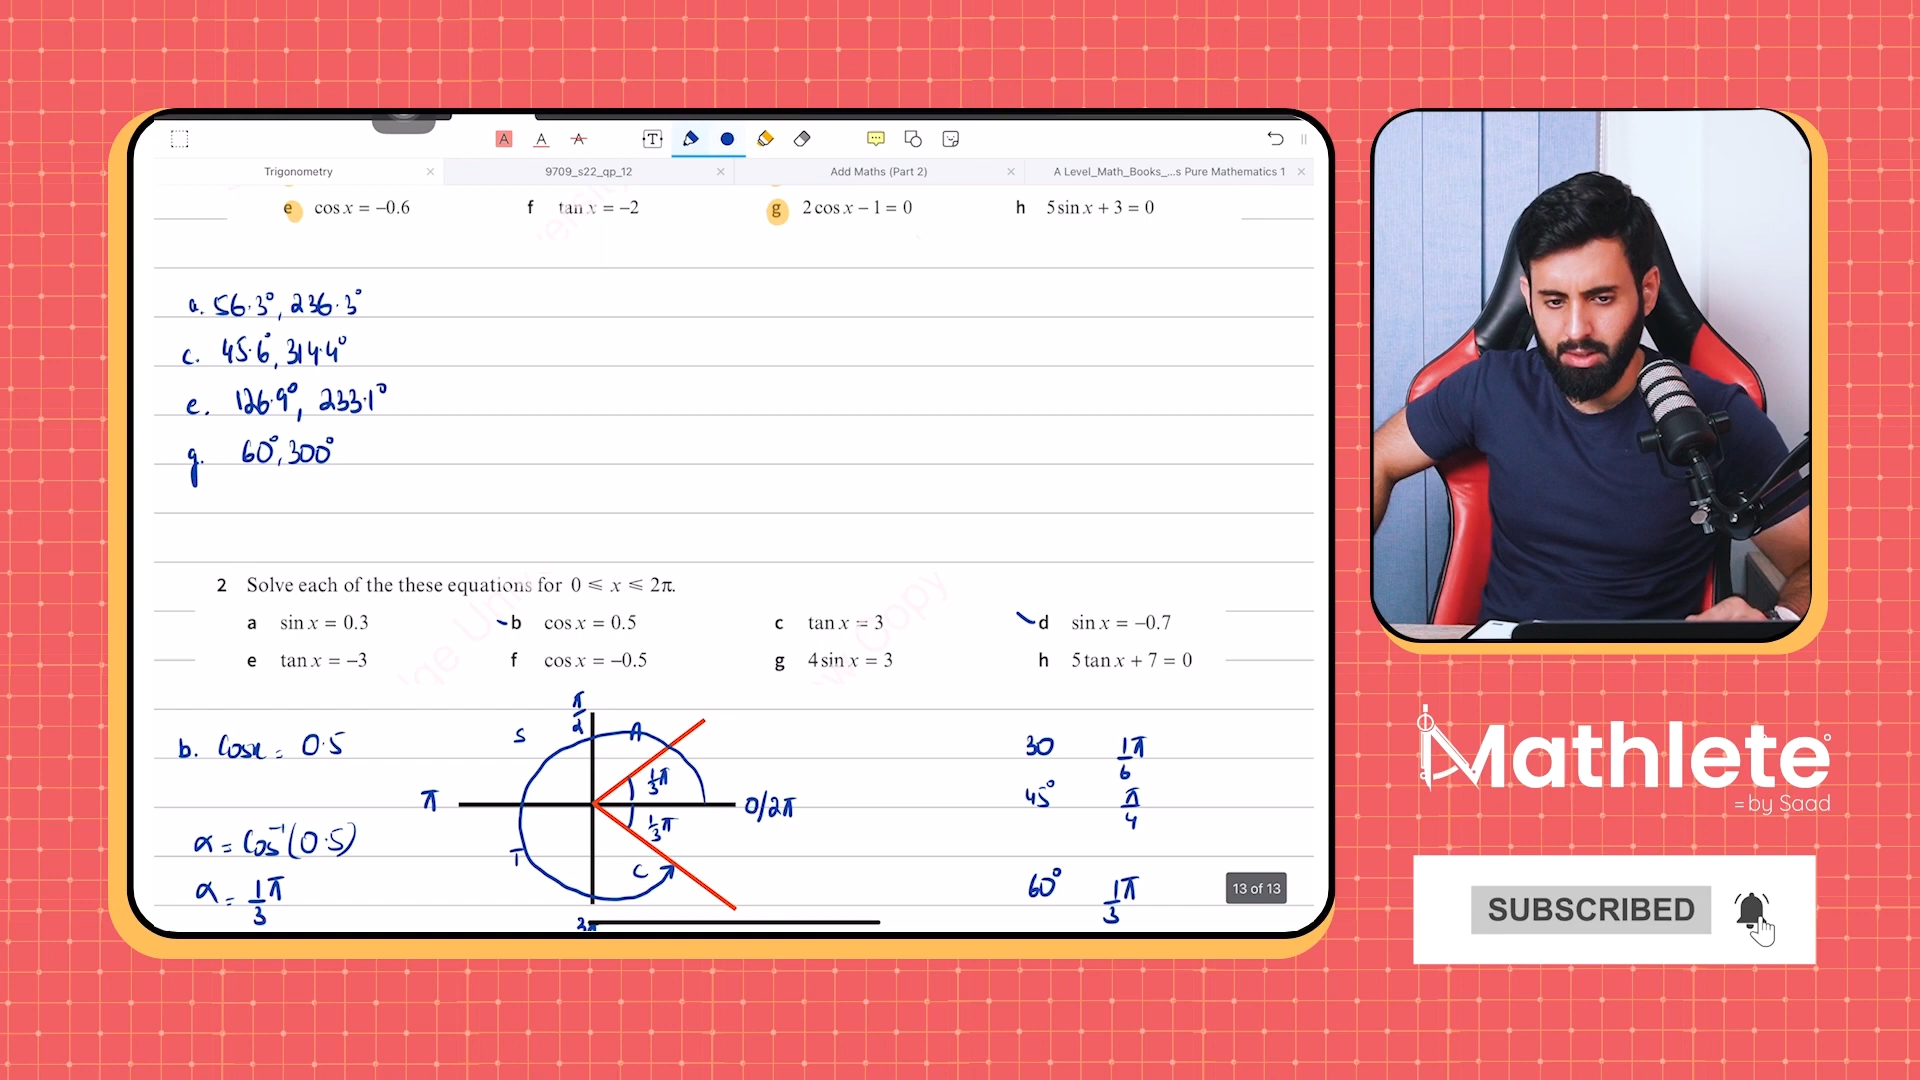 A A A T
Trigonometry × 9709_s22_qp_12 × Add Maths (Part 2) × A Level_Math_Books_...s Pure Mathematics 1 ×
e cos x = −0.6 f tan x = −2 g 2 cos x − 1 = 0 h 5 sin x + 3 = 0
a. 56.3°, 236.3°
c. 45.6°, 314.4°
e. 126.9°, 233.1°
g. 60°, 300°
2 Solve each of the these equations for 0 ⩽ x ⩽ 2π.
a sin x = 0.3 b cos x = 0.5 c tan x = 3 d sin x = −0.7
e tan x = −3 f cos x = −0.5 g 4 sin x = 3 h 5 tan x + 7 = 0
b. Cosx = 0.5
π/2
S A
1/3 π
π 0/2π
1/3 π
T C
α = Cos⁻¹(0.5)
α = 1/3 π
30 1/6 π
45° π/4
60° 1/3 π
13 of 13
Mathlete
= by Saad
SUBSCRIBED